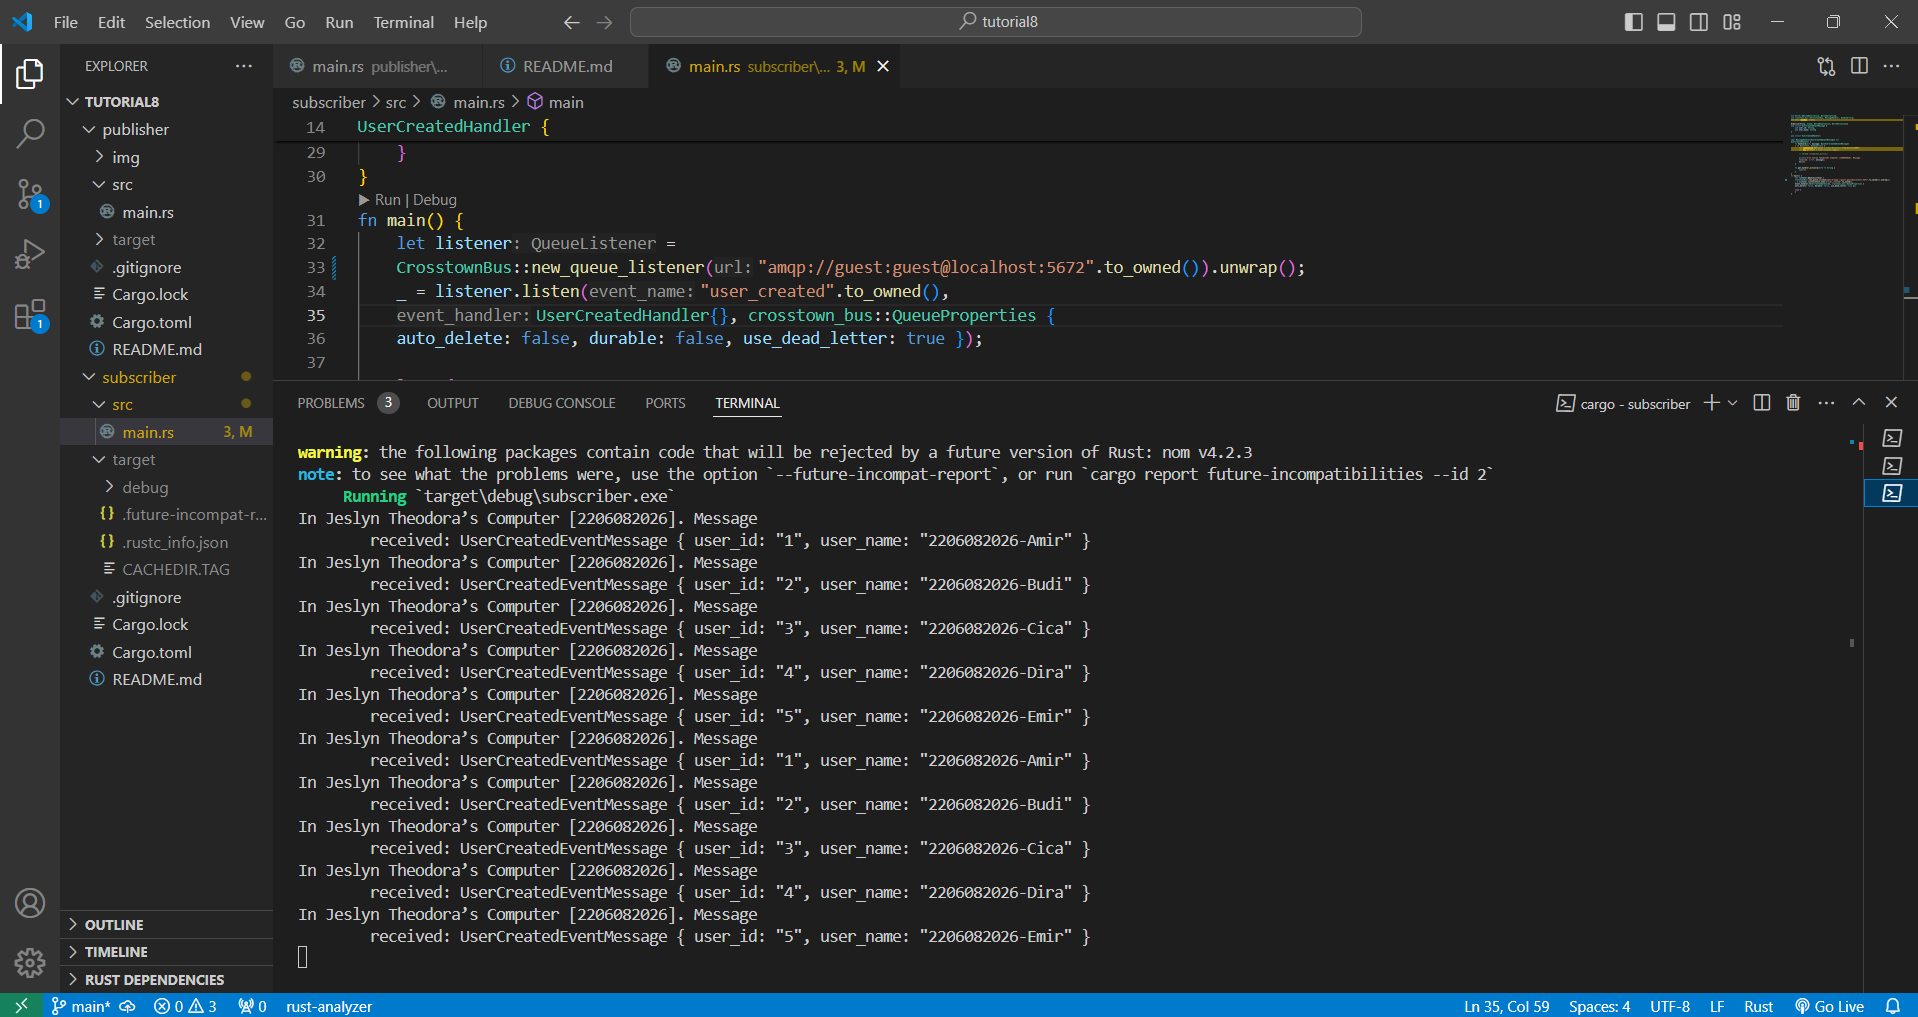 File Edit Selection View Go Run Terminal Help
tutorial8
EXPLORER
main.rs publisher\...
README.md
main.rs subscriber\... 3, M
TUTORIAL8
publisher
img
src
main.rs
target
.gitignore
Cargo.lock
Cargo.toml
README.md
subscriber
src
main.rs 3, M
target
debug
.future-incompat-r...
.rustc_info.json
CACHEDIR.TAG
.gitignore
Cargo.lock
Cargo.toml
README.md
OUTLINE
TIMELINE
RUST DEPENDENCIES
1
1
subscriber > src > main.rs > main
14 UserCreatedHandler {
29 }
30 }
Run | Debug
31 fn main() {
32 let listener: QueueListener =
33 CrosstownBus::new_queue_listener(url: "amqp://guest:guest@localhost:5672".to_owned()).unwrap();
34 _ = listener.listen(event_name: "user_created".to_owned(),
35 event_handler: UserCreatedHandler{}, crosstown_bus::QueueProperties {
36 auto_delete: false, durable: false, use_dead_letter: true });
37
PROBLEMS 3 OUTPUT DEBUG CONSOLE PORTS TERMINAL
cargo - subscriber
warning: the following packages contain code that will be rejected by a future version of Rust: nom v4.2.3
note: to see what the problems were, use the option `--future-incompat-report`, or run `cargo report future-incompatibilities --id 2`
Running `target\debug\subscriber.exe`
In Jeslyn Theodora’s Computer [2206082026]. Message
received: UserCreatedEventMessage { user_id: "1", user_name: "2206082026-Amir" }
In Jeslyn Theodora’s Computer [2206082026]. Message
received: UserCreatedEventMessage { user_id: "2", user_name: "2206082026-Budi" }
In Jeslyn Theodora’s Computer [2206082026]. Message
received: UserCreatedEventMessage { user_id: "3", user_name: "2206082026-Cica" }
In Jeslyn Theodora’s Computer [2206082026]. Message
received: UserCreatedEventMessage { user_id: "4", user_name: "2206082026-Dira" }
In Jeslyn Theodora’s Computer [2206082026]. Message
received: UserCreatedEventMessage { user_id: "5", user_name: "2206082026-Emir" }
In Jeslyn Theodora’s Computer [2206082026]. Message
received: UserCreatedEventMessage { user_id: "1", user_name: "2206082026-Amir" }
In Jeslyn Theodora’s Computer [2206082026]. Message
received: UserCreatedEventMessage { user_id: "2", user_name: "2206082026-Budi" }
In Jeslyn Theodora’s Computer [2206082026]. Message
received: UserCreatedEventMessage { user_id: "3", user_name: "2206082026-Cica" }
In Jeslyn Theodora’s Computer [2206082026]. Message
received: UserCreatedEventMessage { user_id: "4", user_name: "2206082026-Dira" }
In Jeslyn Theodora’s Computer [2206082026]. Message
received: UserCreatedEventMessage { user_id: "5", user_name: "2206082026-Emir" }
main* 0 3 0 rust-analyzer
Ln 35, Col 59 Spaces: 4 UTF-8 LF Rust Go Live